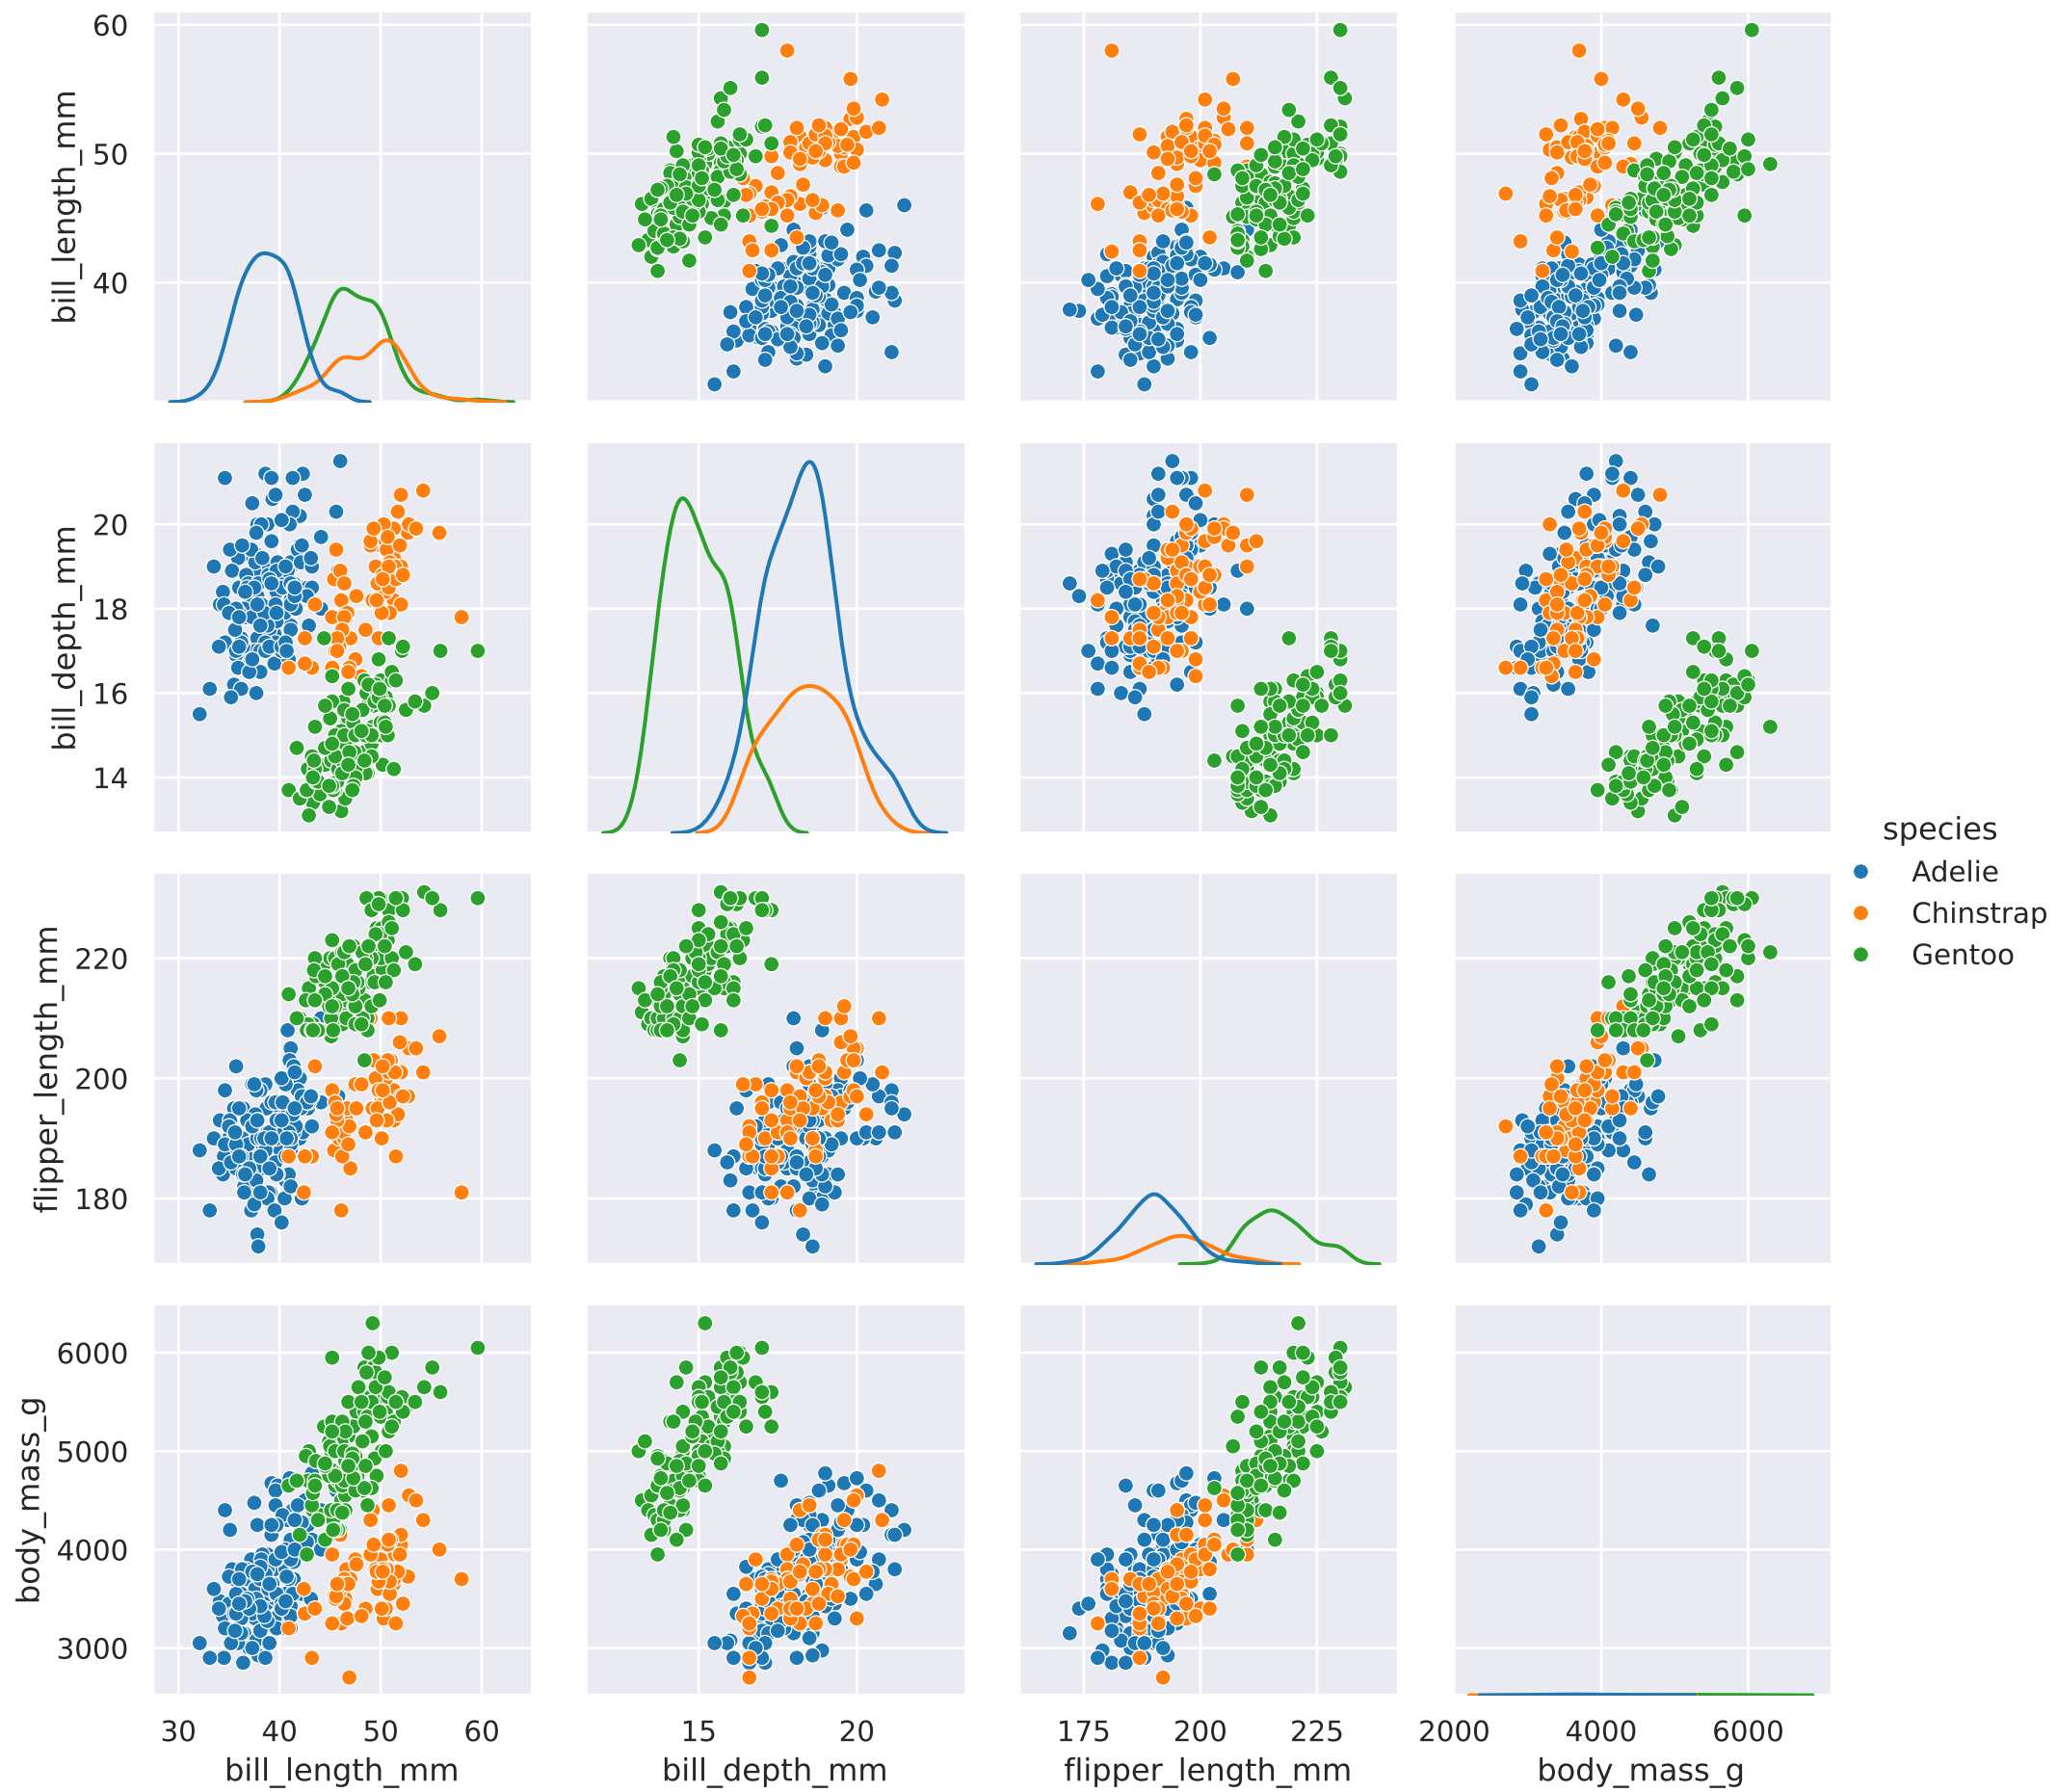 60
50
40
bill_length_mm
20
18
16
14
bill_depth_mm
species
Adelie
Chinstrap
Gentoo
220
200
180
flipper_length_mm
6000
5000
4000
3000
body_mass_g
30 40 50 60
15 20
175 200 225
2000 4000 6000
bill_length_mm
bill_depth_mm
flipper_length_mm
body_mass_g